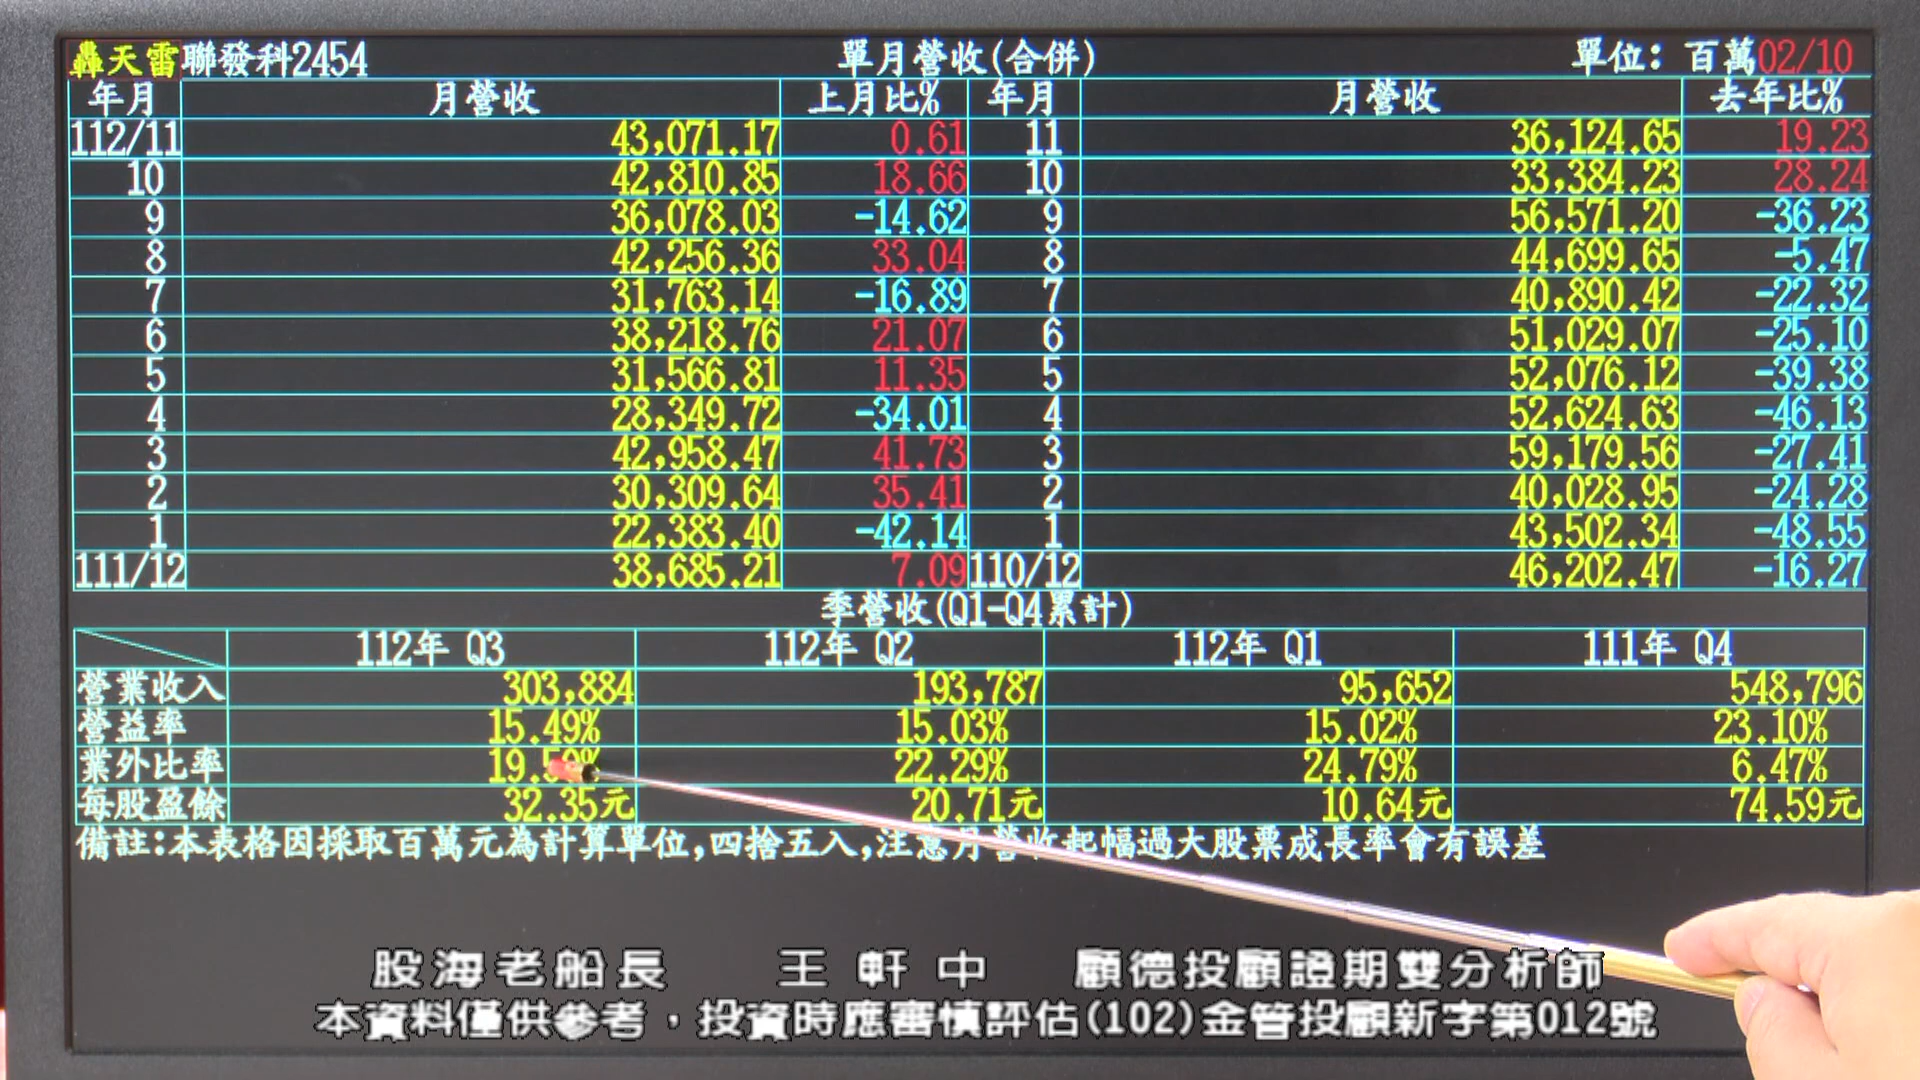 轟天雷聯發科2454 單月營收(合併) 單位: 百萬02/10
年月 月營收 上月比% 年月 月營收 去年比%
112/11 43,071.17 0.61 11 36,124.65 19.23
10 42,810.85 18.66 10 33,384.23 28.24
9 36,078.03 -14.62 9 56,571.20 -36.23
8 42,256.36 33.04 8 44,699.65 -5.47
7 31,763.14 -16.89 7 40,890.42 -22.32
6 38,218.76 21.07 6 51,029.07 -25.10
5 31,566.81 11.35 5 52,076.12 -39.38
4 28,349.72 -34.01 4 52,624.63 -46.13
3 42,958.47 41.73 3 59,179.56 -27.41
2 30,309.64 35.41 2 40,028.95 -24.28
1 22,383.40 -42.14 1 43,502.34 -48.55
111/12 38,685.21 7.09 110/12 46,202.47 -16.27
季營收(Q1-Q4累計)
112年 Q3 112年 Q2 112年 Q1 111年 Q4
營業收入 303,884 193,787 95,652 548,796
營益率 15.49% 15.03% 15.02% 23.10%
業外比率 22.29% 24.79% 6.47%
每股盈餘 32.35元 20.71元 10.64元 74.59元
備註:本表格因採取百萬元為計算單位,四捨五入,注意月營收起幅過大股票成長率會有誤差
股海老船長 王軒中 顧德投顧證期雙分析師
本資料僅供參考，投資時應審慎評估(102)金管投顧新字第012號